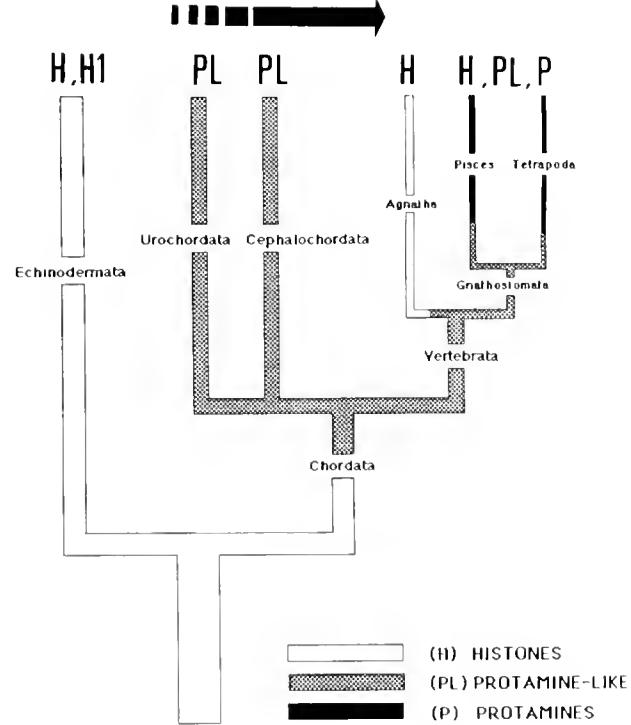 H,H1 PL PL H H,PL,P
Pisces Tetrapoda
Agnatha
Urochordata Cephalochordata
Echinodermata
Gnathostomata
Vertebrata
Chordata
(H) HISTONES
(PL) PROTAMINE-LIKE
(P) PROTAMINES